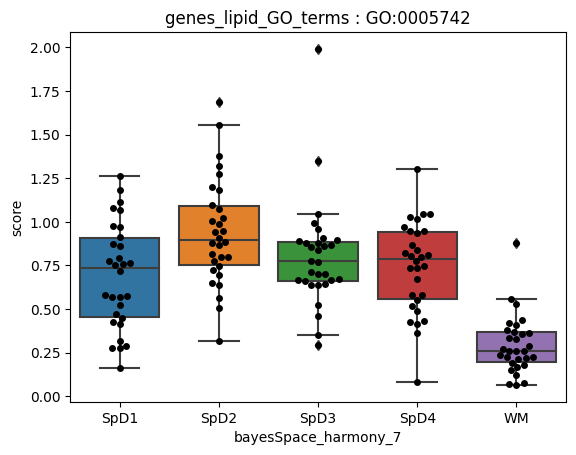 genes_lipid_GO_terms : GO:0005742
2.00
1.75
1.50
1.25
1.00
0.75
0.50
0.25
0.00
score
SpD1 SpD2 SpD3 SpD4 WM
bayesSpace_harmony_7